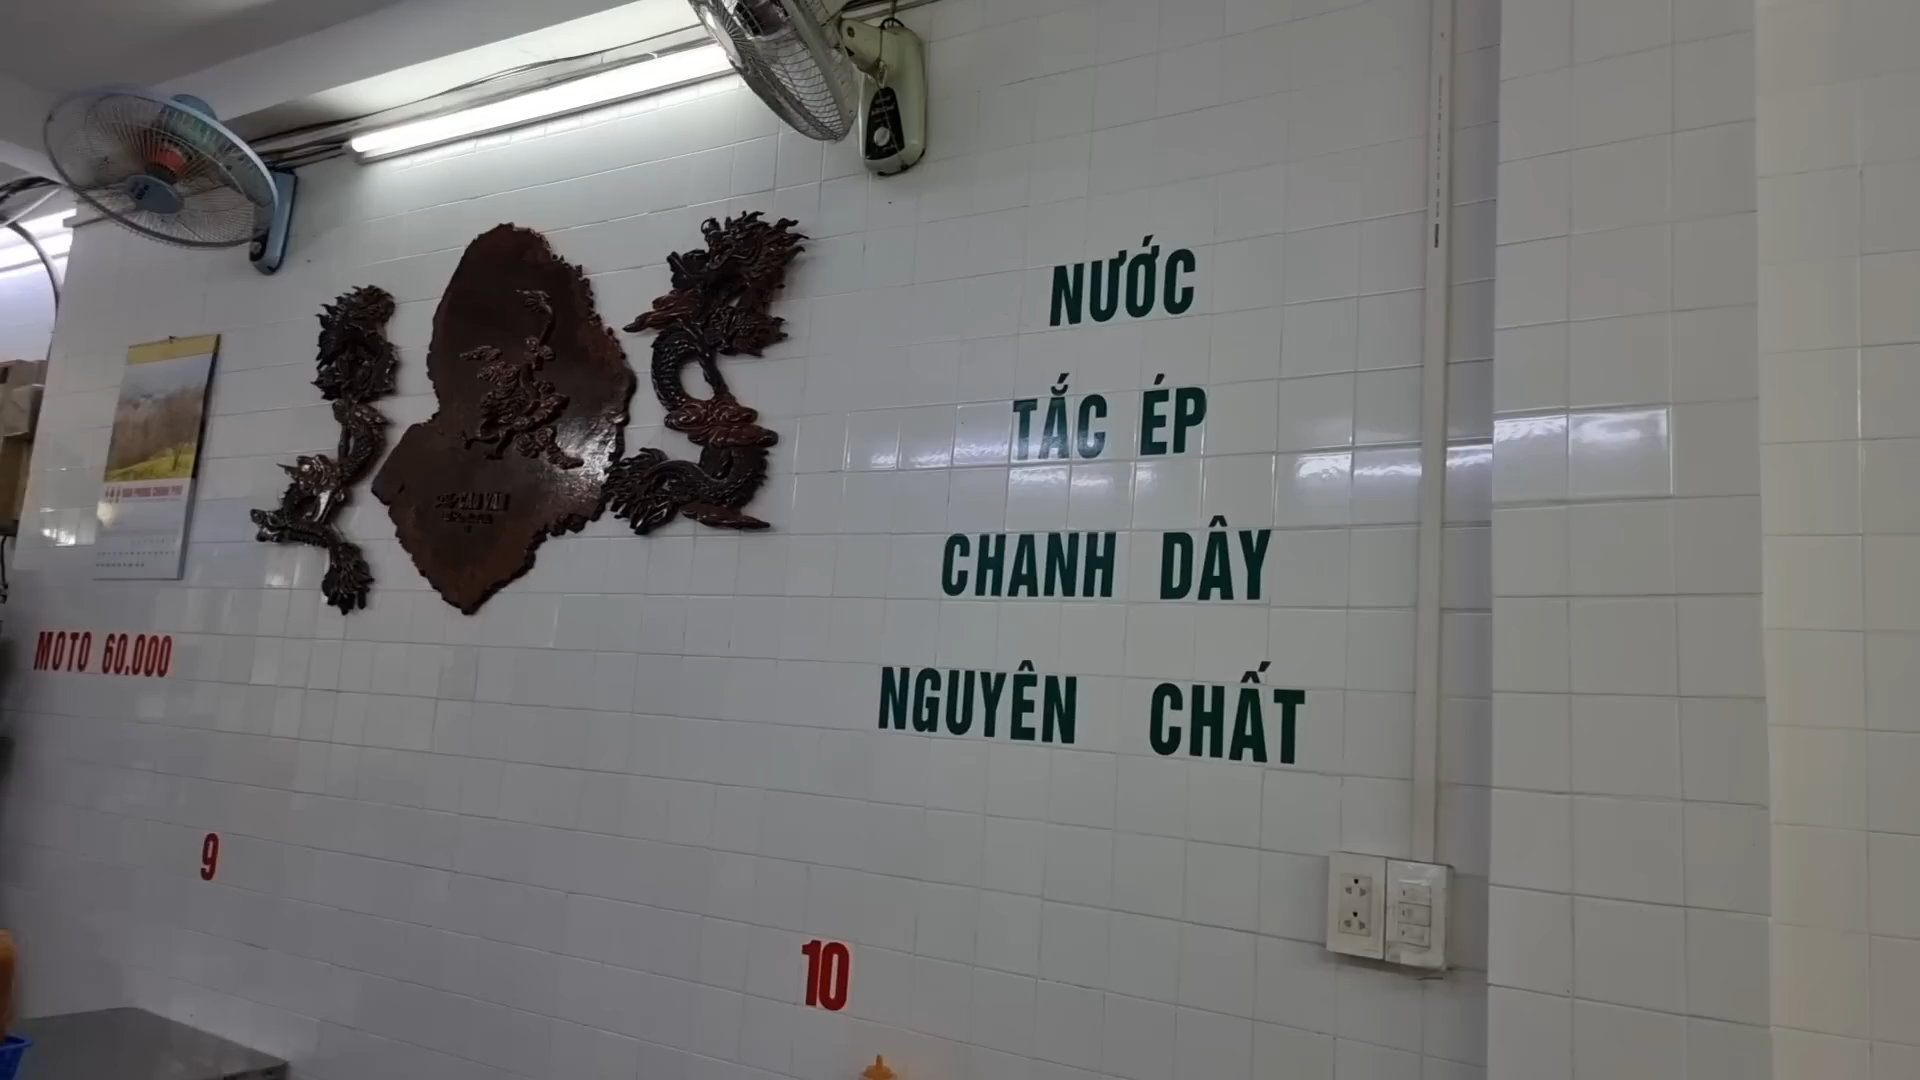 NƯỚC
TẮC ÉP
CHANH DÂY
NGUYÊN CHẤT
MOTO 60.000
9
10